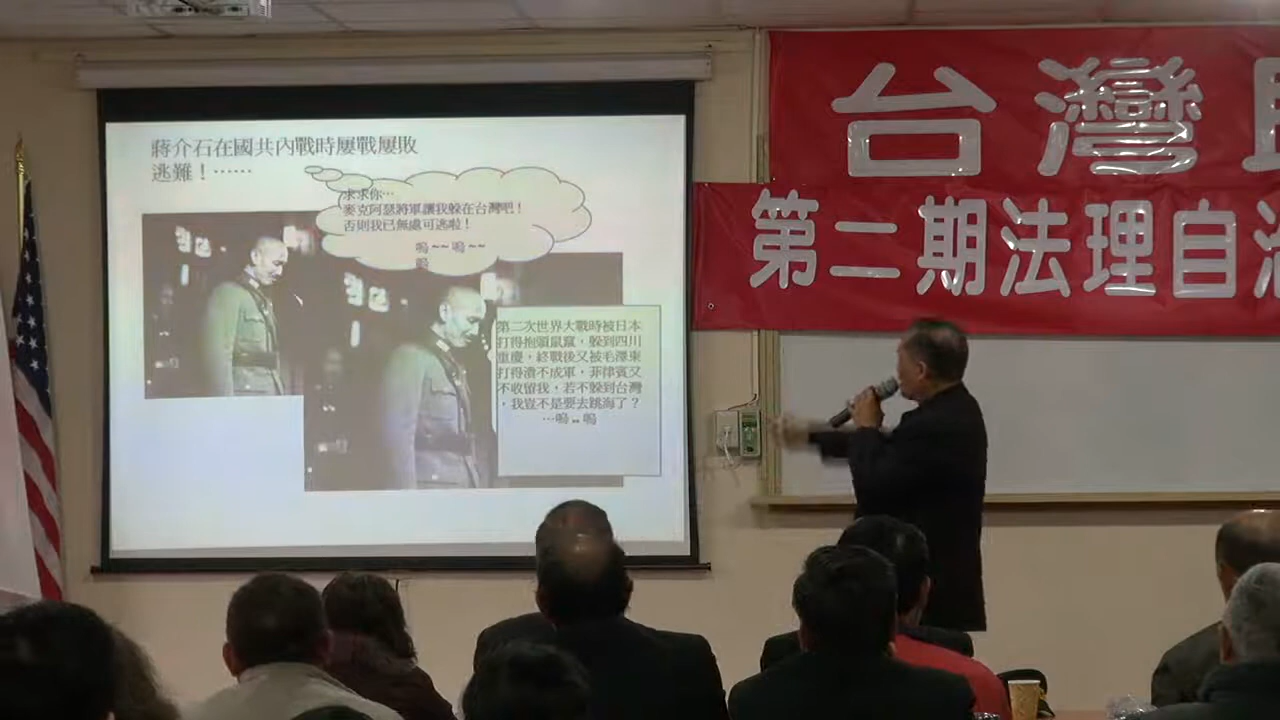 蔣介石在國共內戰時屢戰屢敗
逃難！⋯⋯
求求你⋯
麥克阿瑟將軍讓我躲在台灣吧！
否則我已無處可逃啦！
嗚~~嗚~~
嗚
第二次世界大戰時被日本
打得抱頭鼠竄，躲到四川
重慶，終戰後又被毛澤東
打得潰不成軍，菲律賓又
不收留我，若不躲到台灣
，我豈不是要去跳海了？
⋯嗚..嗚
台灣
第二期法理自